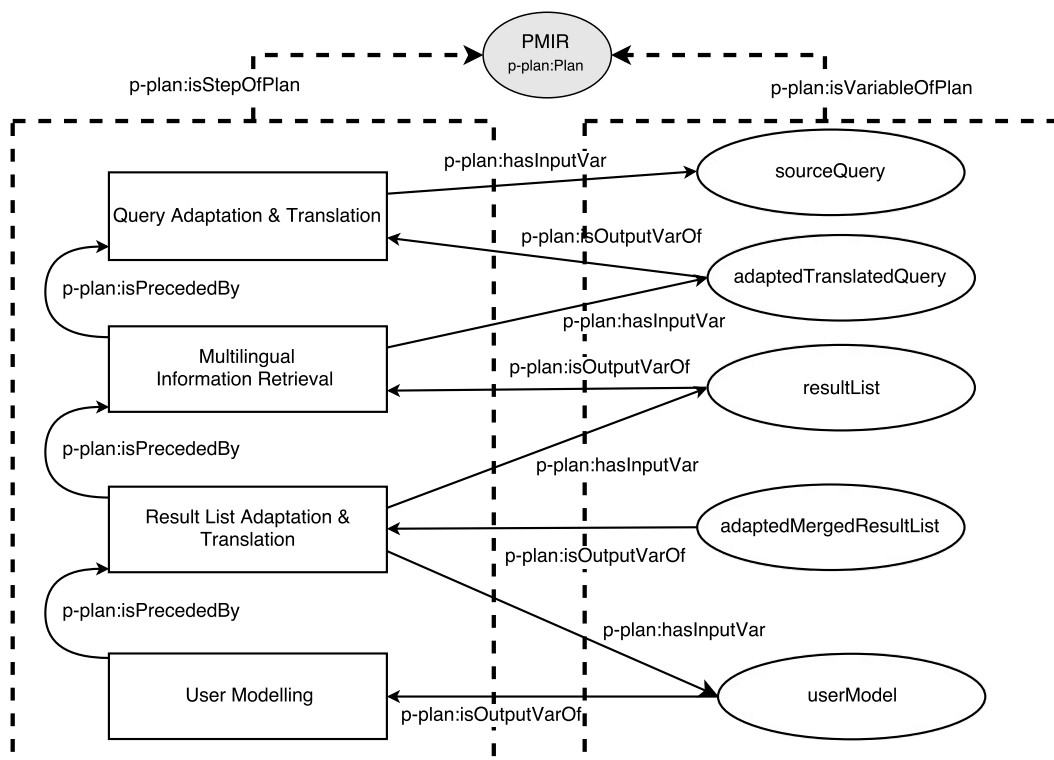 PMIR
p-plan:Plan
p-plan:isStepOfPlan
p-plan:isVariableOfPlan
p-plan:hasInputVar
sourceQuery
Query Adaptation & Translation
p-plan:isOutputVarOf
adaptedTranslatedQuery
p-plan:isPrecededBy
p-plan:hasInputVar
Multilingual
Information Retrieval
p-plan:isOutputVarOf
resultList
p-plan:isPrecededBy
p-plan:hasInputVar
Result List Adaptation &
Translation
adaptedMergedResultList
p-plan:isOutputVarOf
p-plan:isPrecededBy
p-plan:hasInputVar
User Modelling
userModel
p-plan:isOutputVarOf